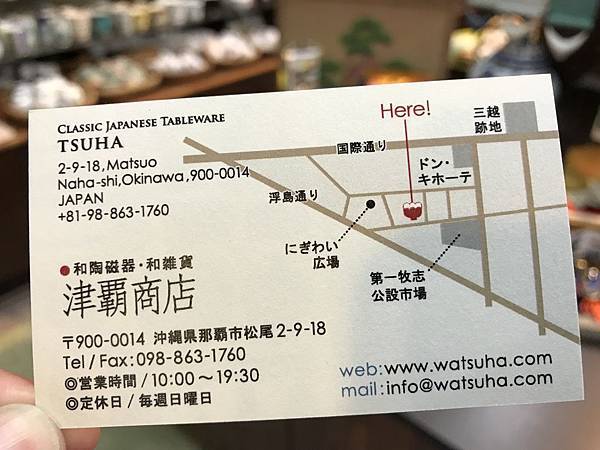 CLASSIC JAPANESE TABLEWARE
TSUHA
2-9-18,Matsuo
Naha-shi,Okinawa,900-0014
JAPAN
+81-98-863-1760
●和陶磁器・和雑貨
津覇商店
〒900-0014 沖縄県那覇市松尾2-9-18
Tel/Fax:098-863-1760
◎営業時間/10:00～19:30
◎定休日/毎週日曜日
Here!
三越
跡地
国際通り
ドン・
キホーテ
浮島通り
にぎわい
広場
第一牧志
公設市場
web:www.watsuha.com
mail:info@watsuha.com